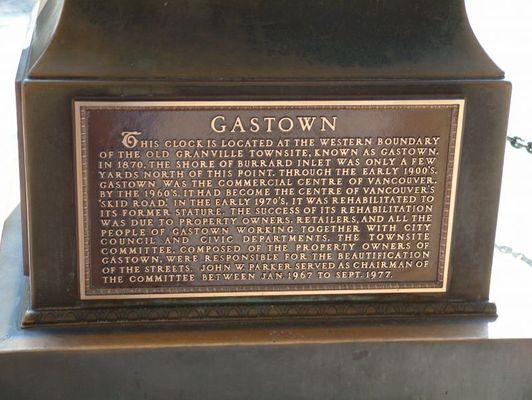 GASTOWN
THIS CLOCK IS LOCATED AT THE WESTERN BOUNDARY
OF THE OLD GRANVILLE TOWNSITE, KNOWN AS GASTOWN.
IN 1870, THE SHORE OF BURRARD INLET WAS ONLY A FEW
YARDS NORTH OF THIS POINT. THROUGH THE EARLY 1900'S,
GASTOWN WAS THE COMMERCIAL CENTRE OF VANCOUVER.
BY THE 1960'S, IT HAD BECOME THE CENTRE OF VANCOUVER'S
'SKID ROAD.' IN THE EARLY 1970'S, IT WAS REHABILITATED TO
ITS FORMER STATURE. THE SUCCESS OF ITS REHABILITATION
WAS DUE TO PROPERTY OWNERS, RETAILERS, AND ALL THE
PEOPLE OF GASTOWN WORKING TOGETHER WITH CITY
COUNCIL AND CIVIC DEPARTMENTS. THE TOWNSITE
COMMITTEE, COMPOSED OF THE PROPERTY OWNERS OF
GASTOWN, WERE RESPONSIBLE FOR THE BEAUTIFICATION
OF THE STREETS. JOHN W. PARKER SERVED AS CHAIRMAN OF
THE COMMITTEE BETWEEN JAN. 1967 TO SEPT. 1977.